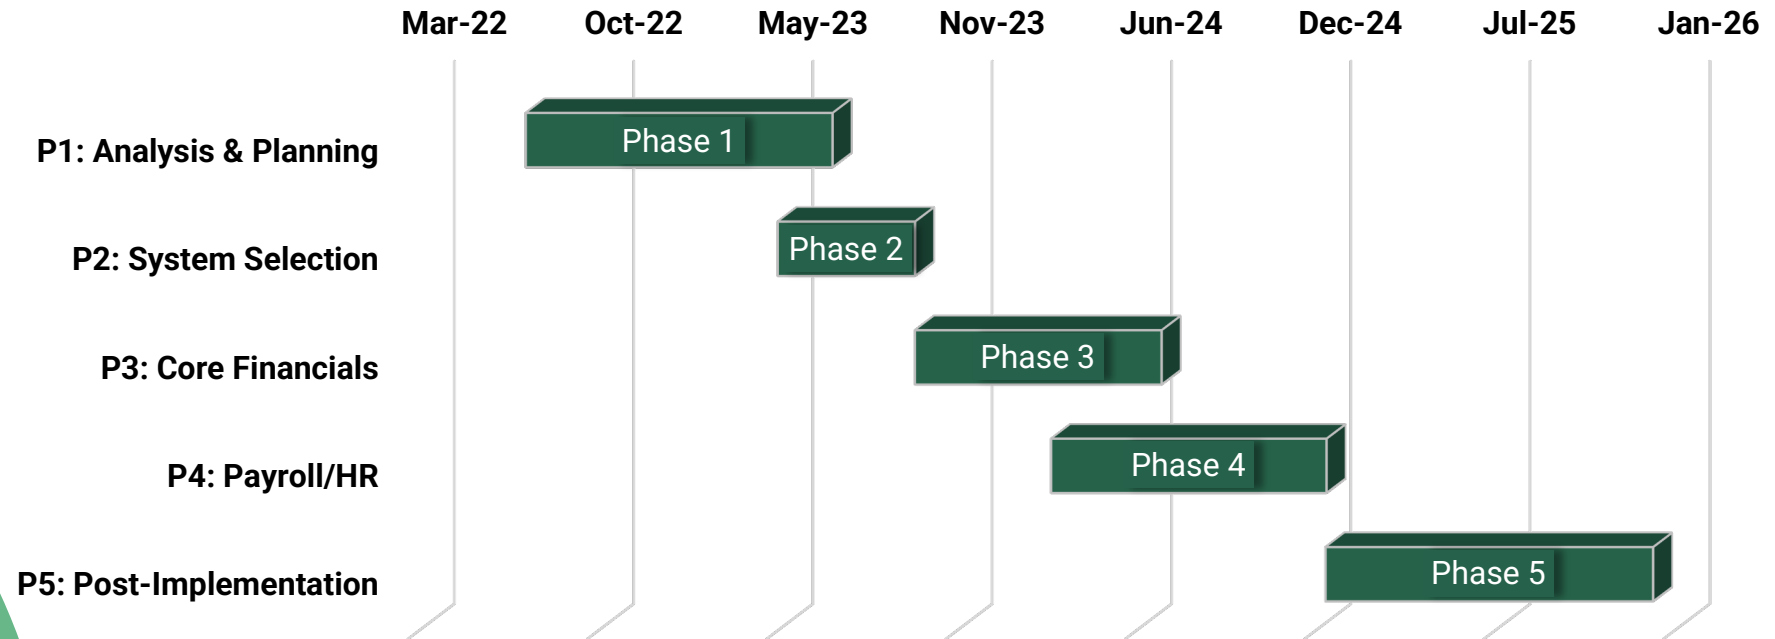 Mar-22 Oct-22 May-23 Nov-23 Jun-24 Dec-24 Jul-25 Jan-26
P1: Analysis & Planning
Phase 1
P2: System Selection
Phase 2
P3: Core Financials
Phase 3
P4: Payroll/HR
Phase 4
P5: Post-Implementation
Phase 5